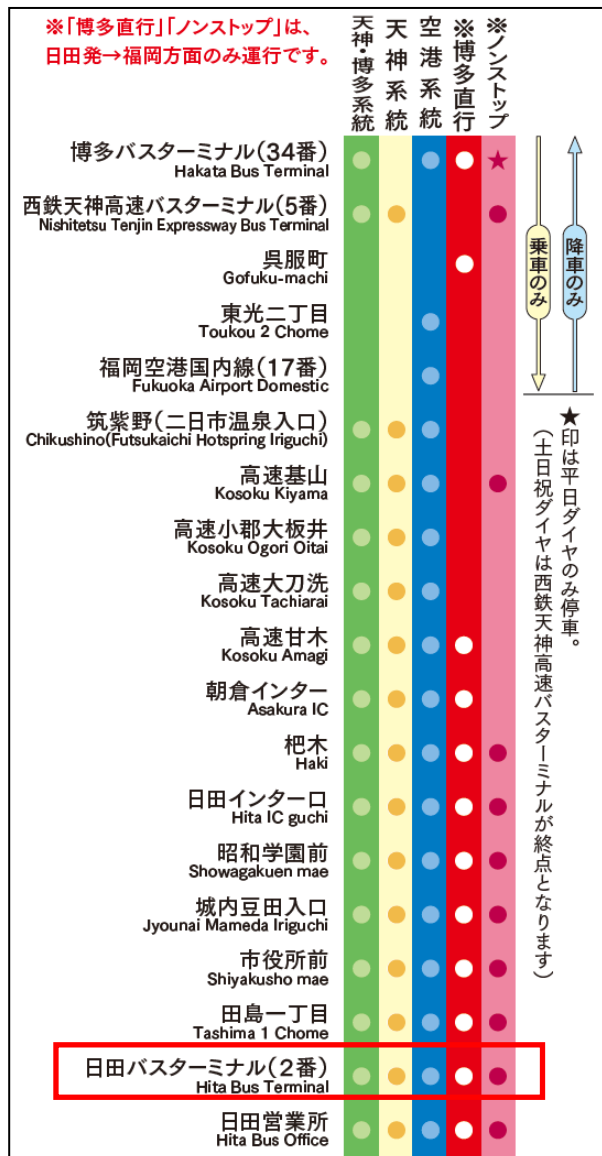 ※「博多直行」「ノンストップ」は、
日田発→福岡方面のみ運行です。
天神・博多系統
天神系統
空港系統
※博多直行
※ノンストップ
博多バスターミナル(34番)
Hakata Bus Terminal
西鉄天神高速バスターミナル(5番)
Nishitetsu Tenjin Expressway Bus Terminal
呉服町
Gofuku-machi
東光二丁目
Toukou 2 Chome
福岡空港国内線(17番)
Fukuoka Airport Domestic
筑紫野(二日市温泉入口)
Chikushino(Futsukaichi Hotspring Iriguchi)
高速基山
Kosoku Kiyama
高速小郡大板井
Kosoku Ogori Oitai
高速大刀洗
Kosoku Tachiarai
高速甘木
Kosoku Amagi
朝倉インター
Asakura IC
杷木
Haki
日田インター口
Hita IC guchi
昭和学園前
Showagakuen mae
城内豆田入口
Jyounai Mameda Iriguchi
市役所前
Shiyakusho mae
田島一丁目
Tashima 1 Chome
日田バスターミナル(2番)
Hita Bus Terminal
日田営業所
Hita Bus Office
乗車のみ
降車のみ
★印は平日ダイヤのみ停車。
(土日祝ダイヤは西鉄天神高速バスターミナルが終点となります)